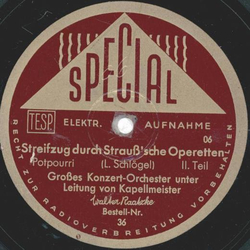 SPECIAL
TESP ELEKTR. AUFNAHME
06
Streifzug durch Strauß'sche Operetten
Potpourri (L. Schlögel) II. Teil
Großes Konzert-Orchester unter
Leitung von Kapellmeister
Walter Raatzke
Bestell-Nr.
36
RECHT ZUR RADIOVERBREITUNG VORBEHALTEN